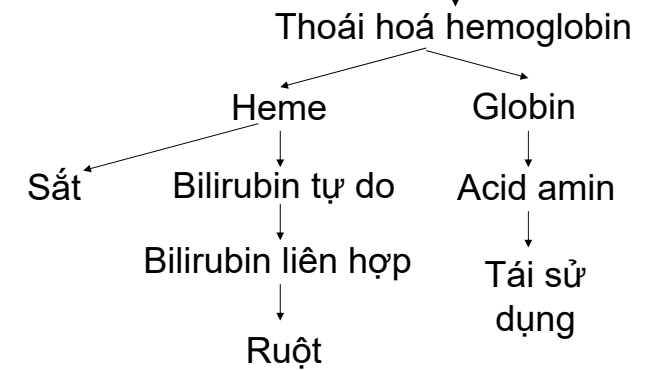 Thoái hoá hemoglobin
Heme
Globin
Sắt
Bilirubin tự do
Acid amin
Bilirubin liên hợp
Tái sử
dụng
Ruột